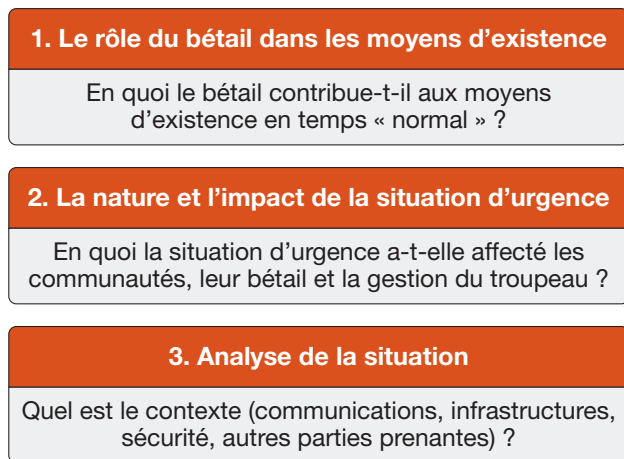 1. Le rôle du bétail dans les moyens d’existence
En quoi le bétail contribue-t-il aux moyens
d’existence en temps « normal » ?
2. La nature et l’impact de la situation d’urgence
En quoi la situation d’urgence a-t-elle affecté les
communautés, leur bétail et la gestion du troupeau ?
3. Analyse de la situation
Quel est le contexte (communications, infrastructures,
sécurité, autres parties prenantes) ?